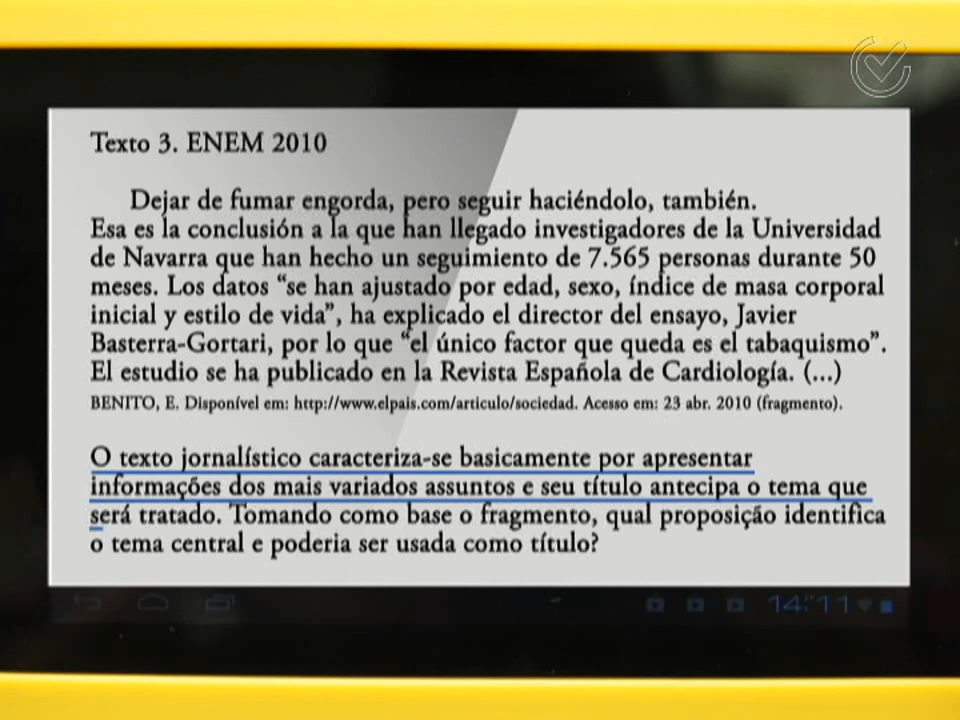 Texto 3. ENEM 2010
Dejar de fumar engorda, pero seguir haciéndolo, también.
Esa es la conclusión a la que han llegado investigadores de la Universidad
de Navarra que han hecho un seguimiento de 7.565 personas durante 50
meses. Los datos “se han ajustado por edad, sexo, índice de masa corporal
inicial y estilo de vida”, ha explicado el director del ensayo, Javier
Basterra-Gortari, por lo que “el único factor que queda es el tabaquismo”.
El estudio se ha publicado en la Revista Española de Cardiología. (...)
BENITO, E. Disponível em: http://www.elpais.com/articulo/sociedad. Acesso em: 23 abr. 2010 (fragmento).
O texto jornalístico caracteriza-se basicamente por apresentar
informações dos mais variados assuntos e seu título antecipa o tema que
será tratado. Tomando como base o fragmento, qual proposição identifica
o tema central e poderia ser usada como título?
14:11